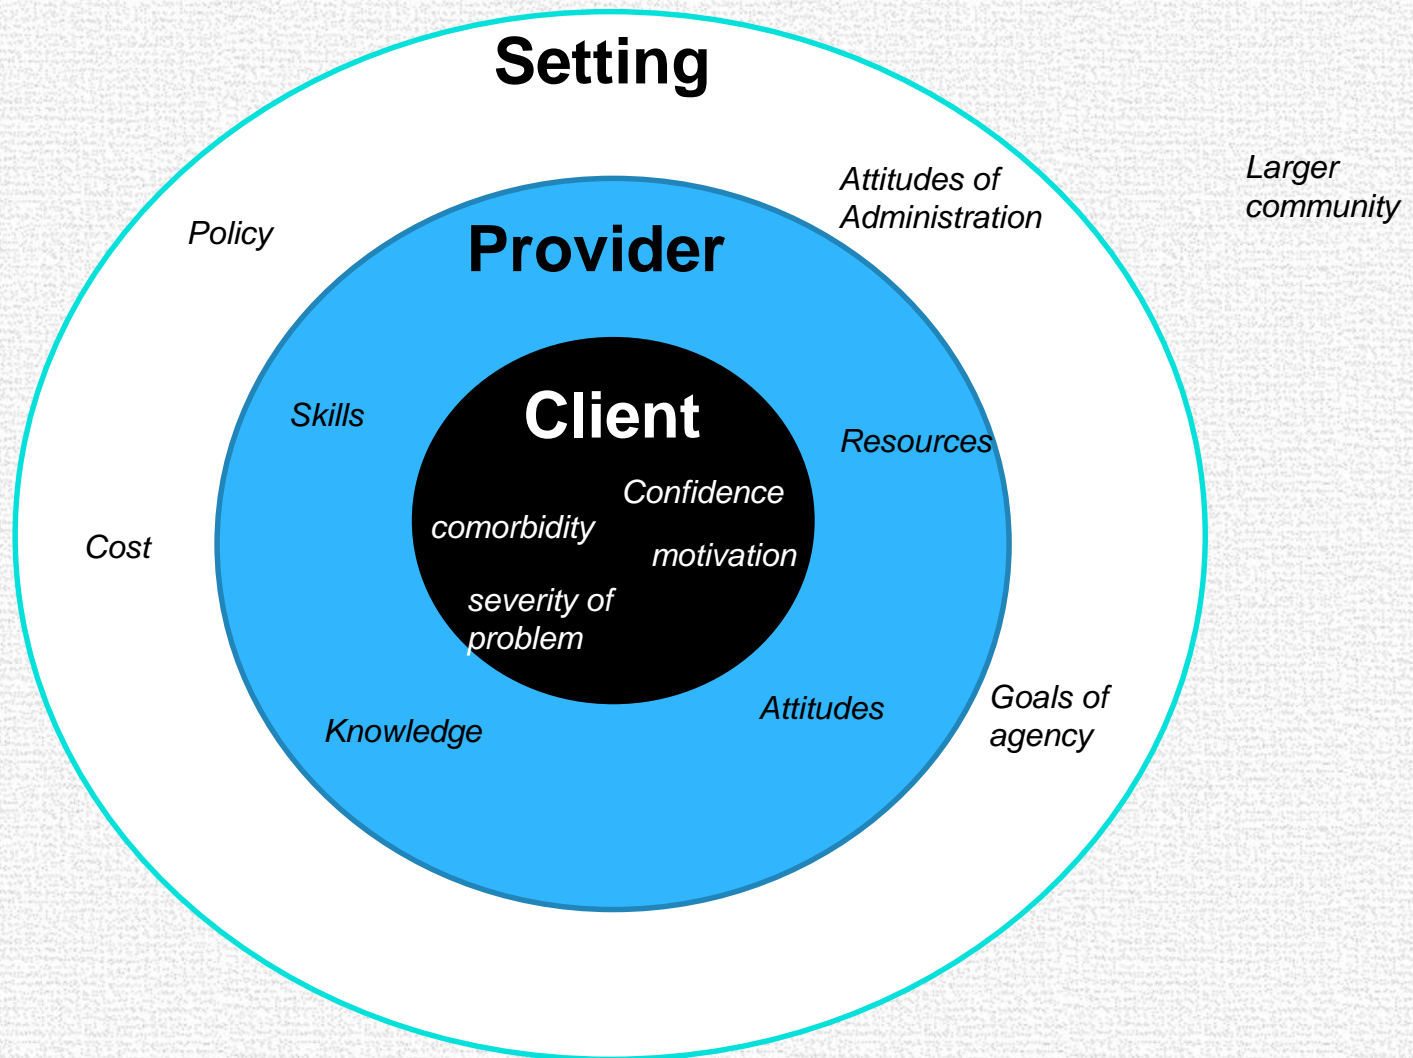 Setting
Attitudes of
Administration
Larger
community
Policy
Provider
Skills
Client
Resources
Confidence
comorbidity
motivation
Cost
severity of
problem
Knowledge
Attitudes
Goals of
agency